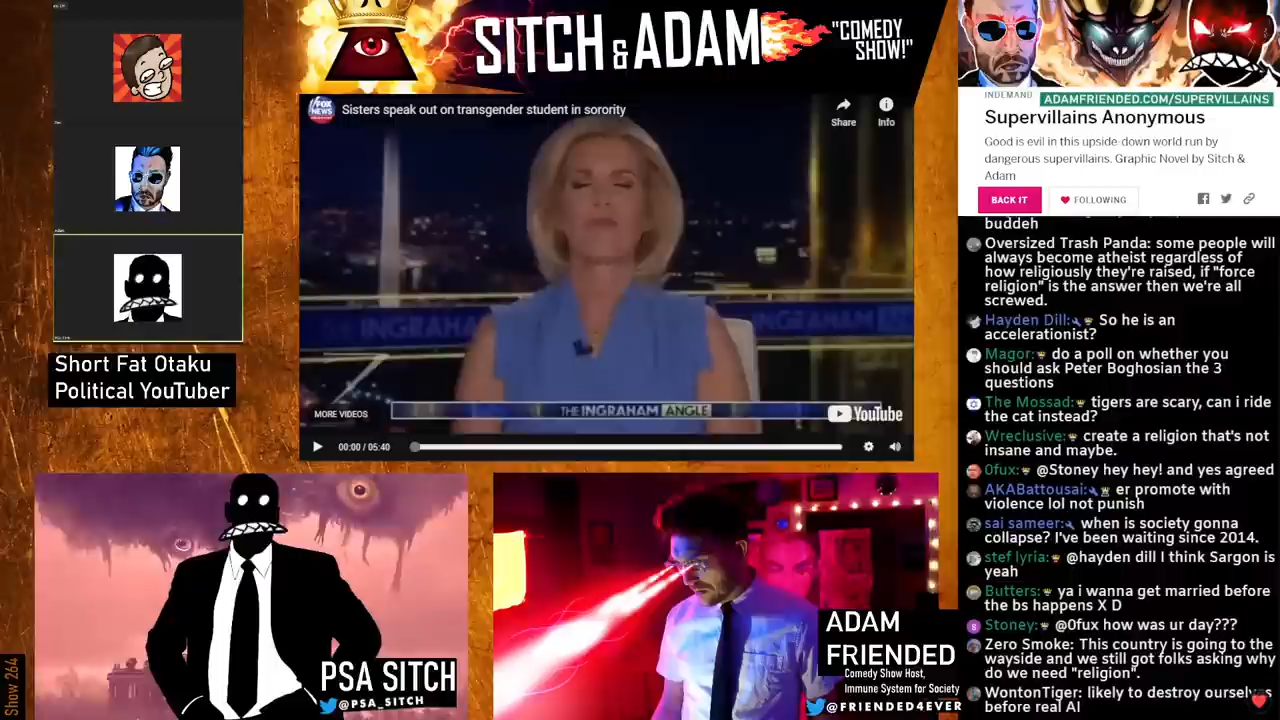 SITCH & ADAM
"COMEDY
SHOW!"
FOX
NEWS
Sisters speak out on transgender student in sorority
Share
Info
INGRAHAM
THE INGRAHAM ANGLE
MORE VIDEOS
YouTube
00:00 / 05:40
Short Fat Otaku
Political YouTuber
PSA SITCH
@PSA_SITCH
ADAM
FRIENDED
Comedy Show Host,
Immune System for Society
@FRIENDED4EVER
Show 264
INDEMAND
ADAMFRIENDED.COM/SUPERVILLAINS
Supervillains Anonymous
Good is evil in this upside-down world run by
dangerous supervillains. Graphic Novel by Sitch &
Adam
BACK IT
FOLLOWING
buddeh
Oversized Trash Panda: some people will
always become atheist regardless of
how religiously they're raised, if "force
religion" is the answer then we're all
screwed.
Hayden Dill: So he is an
accelerationist?
Magor: do a poll on whether you
should ask Peter Boghosian the 3
questions
The Mossad: tigers are scary, can i ride
the cat instead?
Wreclusive: create a religion that's not
insane and maybe.
0fux: @Stoney hey hey! and yes agreed
AKABattousai: er promote with
violence lol not punish
sai sameer: when is society gonna
collapse? I've been waiting since 2014.
stef lyria: @hayden dill I think Sargon is
yeah
Butters: ya i wanna get married before
the bs happens X D
Stoney: @0fux how was ur day???
Zero Smoke: This country is going to the
wayside and we still got folks asking why
do we need "religion".
WontonTiger: likely to destroy ourselves
before real AI